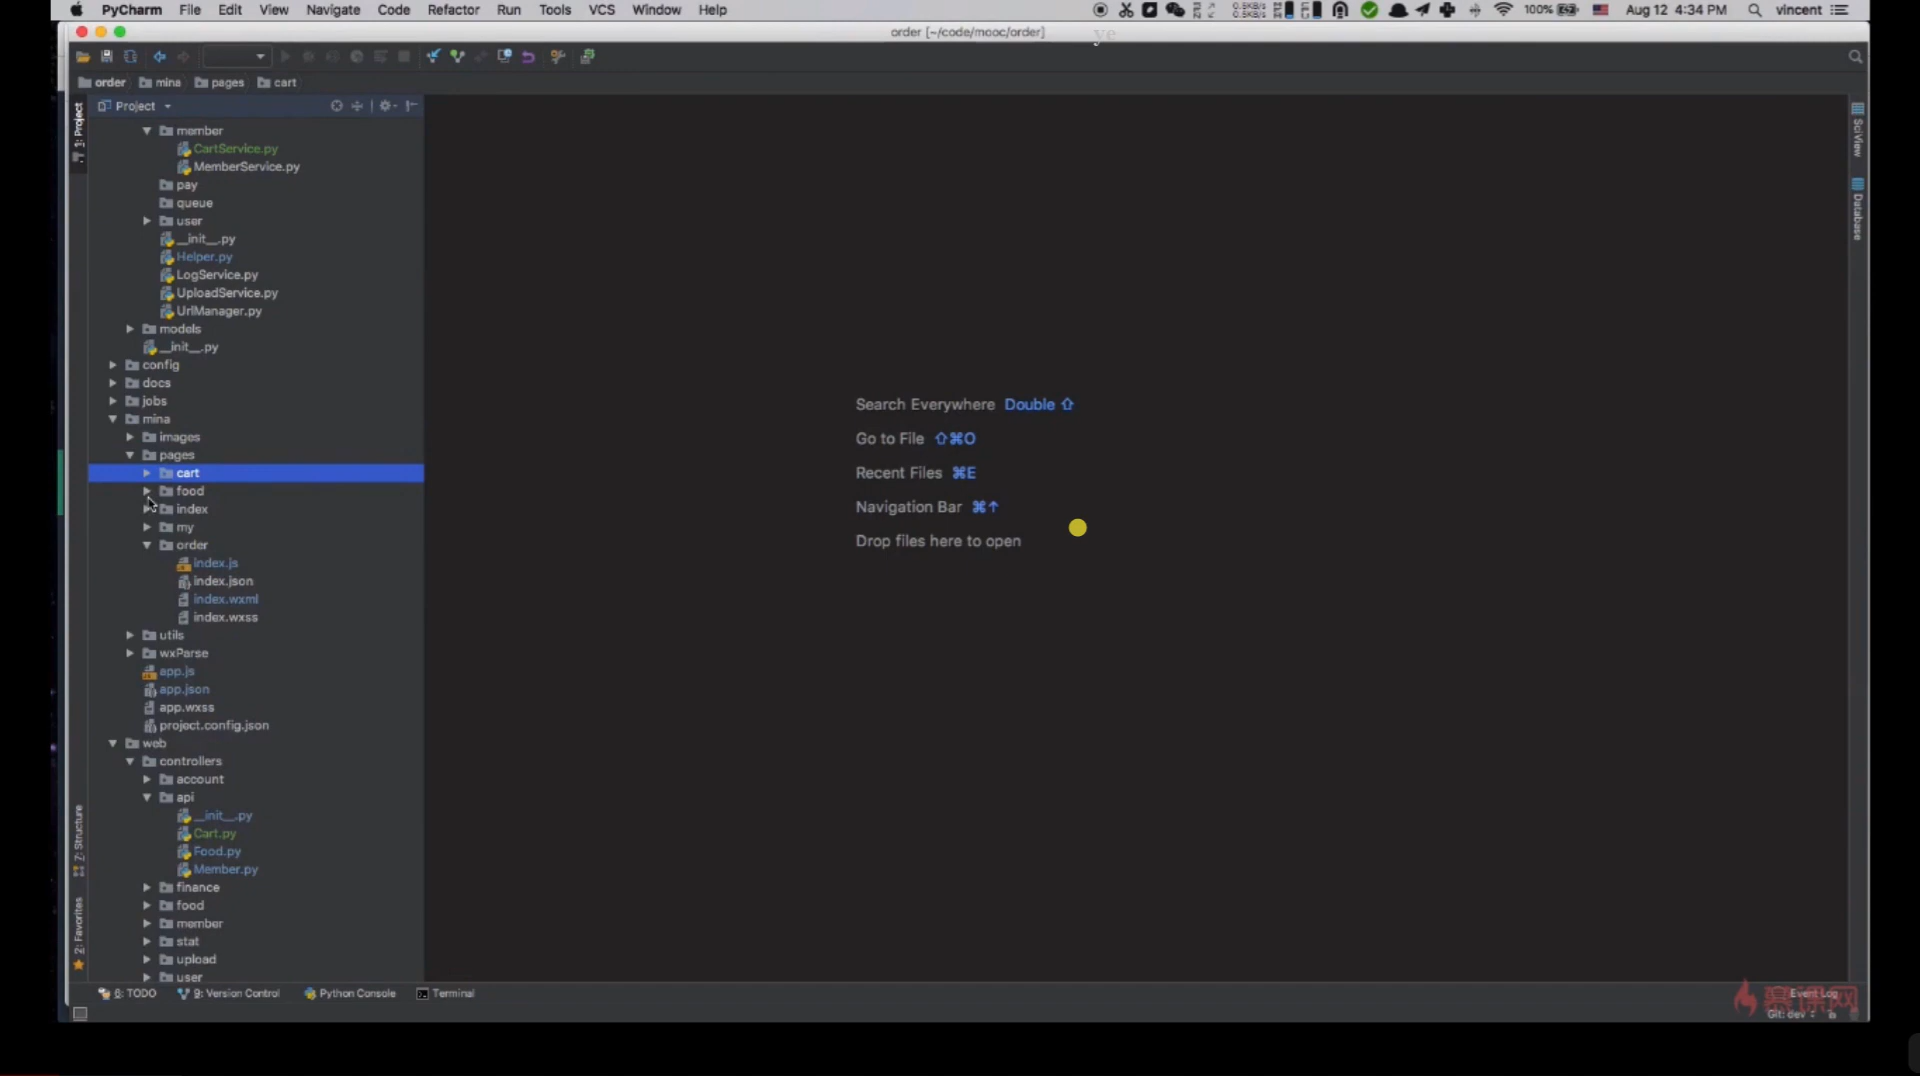 PyCharm File Edit View Navigate Code Refactor Run Tools VCS Window Help
100% Aug 12 4:34 PM vincent
order [~/code/mooc/order]
ye
order mina pages cart
Project
1: Project
member
CartService.py
MemberService.py
pay
queue
user
__init__.py
Helper.py
LogService.py
UploadService.py
UrlManager.py
models
__init__.py
config
docs
jobs
mina
images
pages
cart
food
index
my
order
index.js
index.json
index.wxml
index.wxss
utils
wxParse
app.js
app.json
app.wxss
project.config.json
web
controllers
account
api
__init__.py
Cart.py
Food.py
Member.py
finance
food
member
stat
upload
user
7: Structure
2: Favorites
Search Everywhere Double ⇧
Go to File ⇧⌘O
Recent Files ⌘E
Navigation Bar ⌘↑
Drop files here to open
SciView
Database
6: TODO 9: Version Control Python Console Terminal
Event Log
慕课网
Git: dev